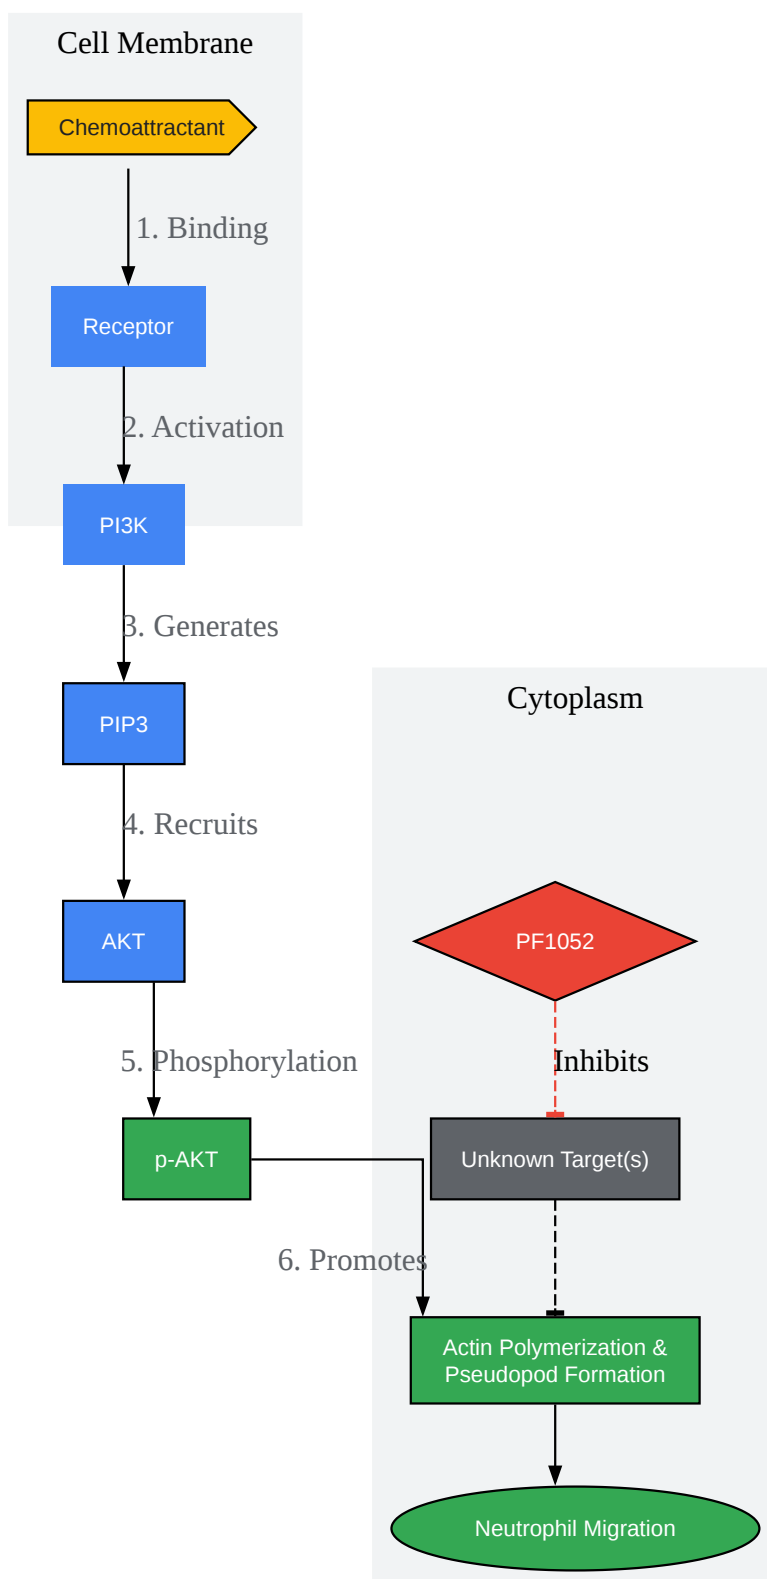 Cell Membrane
Chemoattractant
1. Binding
Receptor
2. Activation
PI3K
3. Generates
PIP3
Cytoplasm
4. Recruits
AKT
PF1052
5. Phosphorylation
Inhibits
p-AKT
Unknown Target(s)
6. Promotes
Actin Polymerization &
Pseudopod Formation
Neutrophil Migration